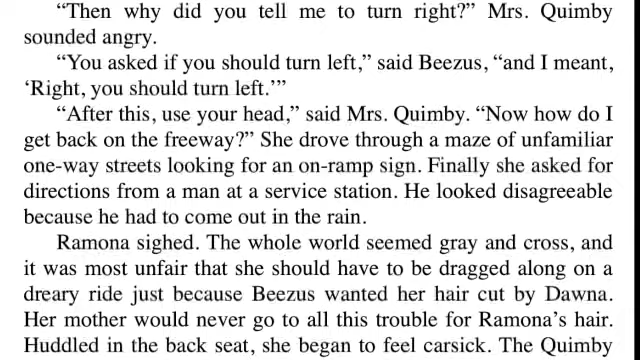 “Then why did you tell me to turn right?” Mrs. Quimby
sounded angry.
“You asked if you should turn left,” said Beezus, “and I meant,
‘Right, you should turn left.’”
“After this, use your head,” said Mrs. Quimby. “Now how do I
get back on the freeway?” She drove through a maze of unfamiliar
one-way streets looking for an on-ramp sign. Finally she asked for
directions from a man at a service station. He looked disagreeable
because he had to come out in the rain.
Ramona sighed. The whole world seemed gray and cross, and
it was most unfair that she should have to be dragged along on a
dreary ride just because Beezus wanted her hair cut by Dawna.
Her mother would never go to all this trouble for Ramona’s hair.
Huddled in the back seat, she began to feel carsick. The Quimby